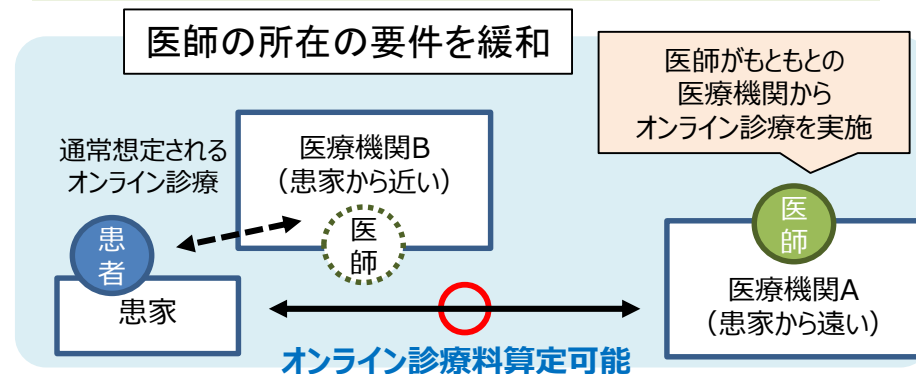 医師の所在の要件を緩和
医師がもともとの
医療機関から
オンライン診療を実施
通常想定される
オンライン診療
医療機関B
（患家から近い）
医
師
患
者
患家
医
師
医療機関A
（患家から遠い）
オンライン診療料算定可能